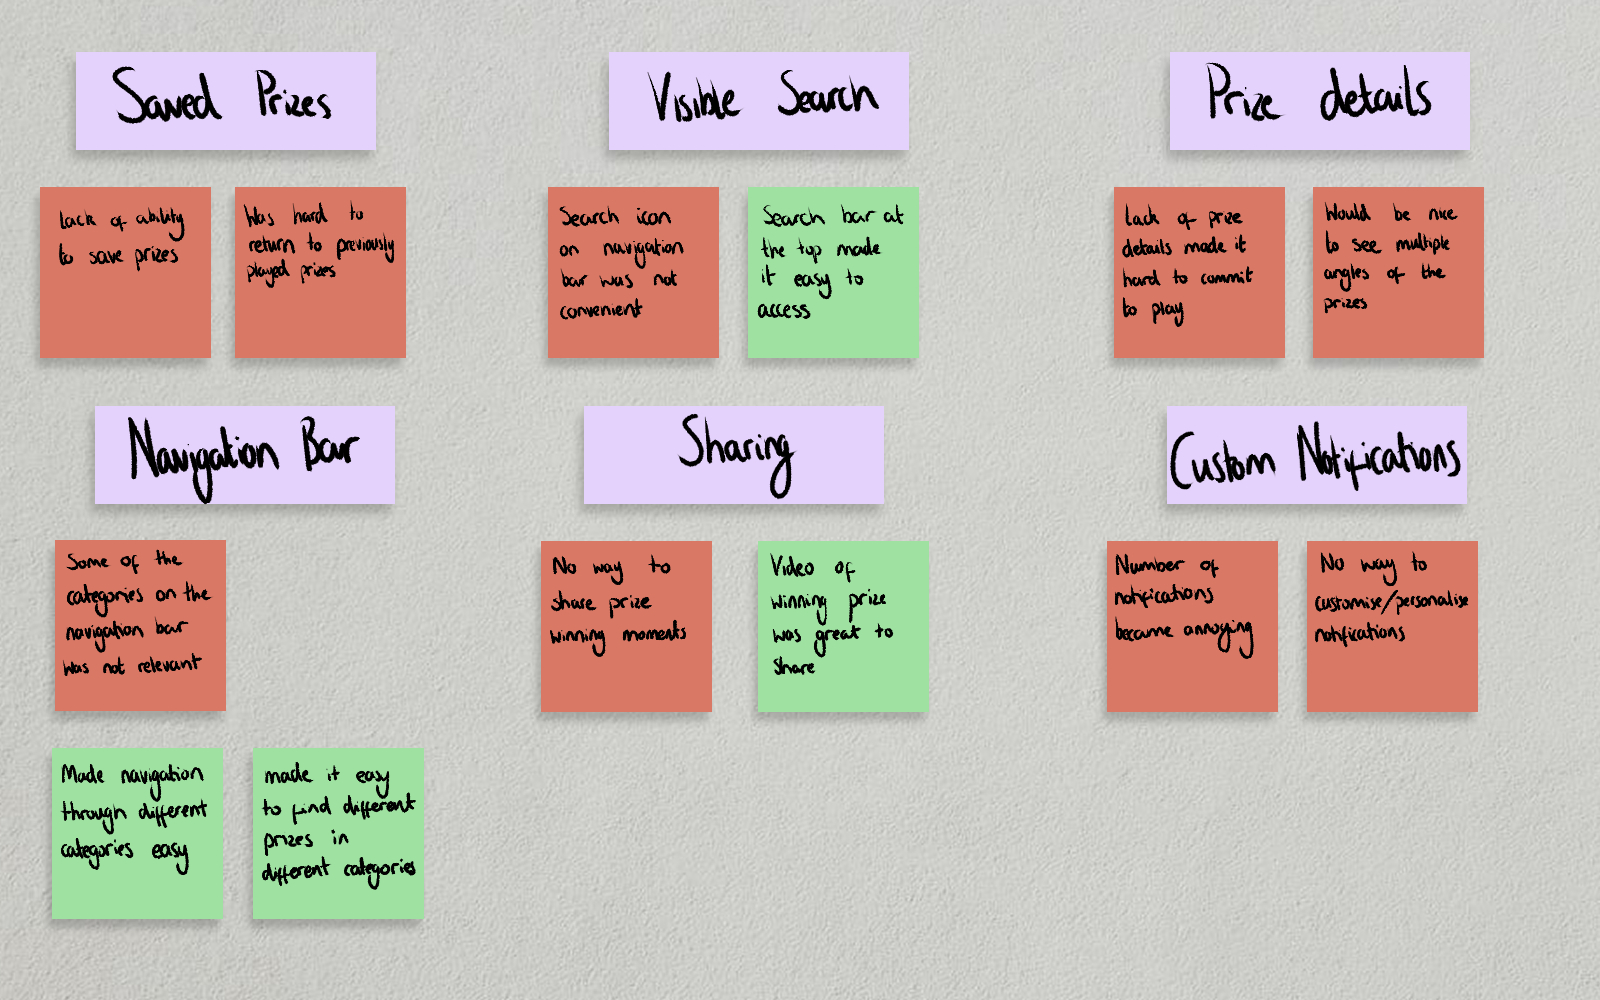 Saved Prizes
Lack of ability
to save prizes
Was hard to
return to previously
played prizes
Visible Search
Search icon
on navigation
bar was not
convenient
Search bar at
the top made
it easy to
access
Prize details
Lack of prize
details made it
hard to commit
to play
Would be nice
to see multiple
angles of the
prizes
Navigation Bar
Some of the
categories on the
navigation bar
was not relevant
Made navigation
through different
categories easy
made it easy
to find different
prizes in
different categories
Sharing
No way to
share prize
winning moments
Video of
winning prize
was great to
share
Custom Notifications
Number of
notifications
became annoying
No way to
customise/personalise
notifications